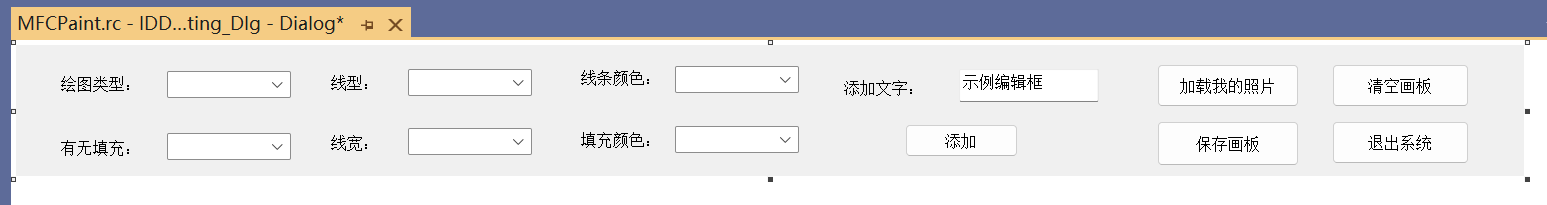 MFCPaint.rc - IDD...ting_Dlg - Dialog*
绘图类型： 线型： 线条颜色： 添加文字： 示例编辑框 加载我的照片 清空画板
有无填充： 线宽： 填充颜色： 添加 保存画板 退出系统